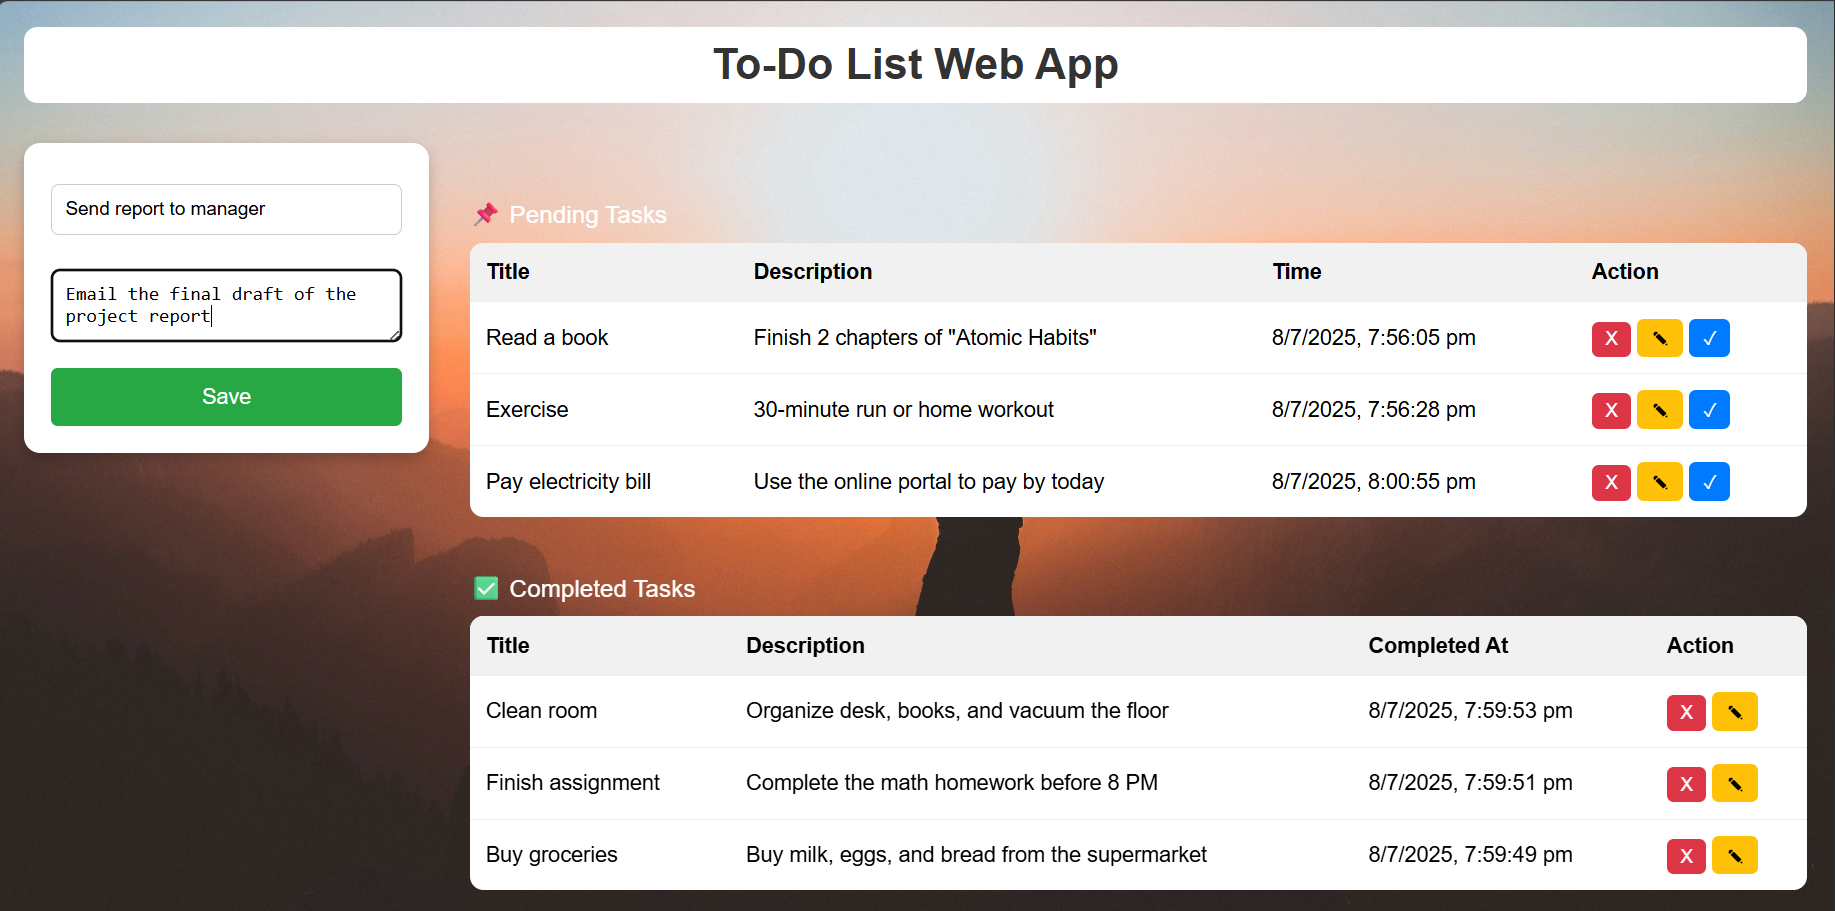 To-Do List Web App
Send report to manager
Email the final draft of the
project report
Save
📌 Pending Tasks
Title Description Time Action
Read a book Finish 2 chapters of "Atomic Habits" 8/7/2025, 7:56:05 pm X ✓
Exercise 30-minute run or home workout 8/7/2025, 7:56:28 pm X ✓
Pay electricity bill Use the online portal to pay by today 8/7/2025, 8:00:55 pm X ✓
✅ Completed Tasks
Title Description Completed At Action
Clean room Organize desk, books, and vacuum the floor 8/7/2025, 7:59:53 pm X
Finish assignment Complete the math homework before 8 PM 8/7/2025, 7:59:51 pm X
Buy groceries Buy milk, eggs, and bread from the supermarket 8/7/2025, 7:59:49 pm X